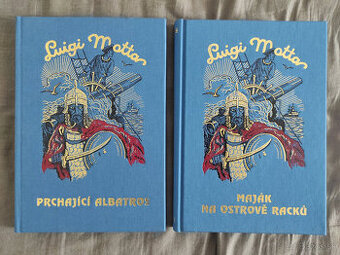 Luigi Motta
PRCHAJÍCÍ ALBATROS
Luigi Motta
MAJÁK
NA OSTROVĚ RACKŮ